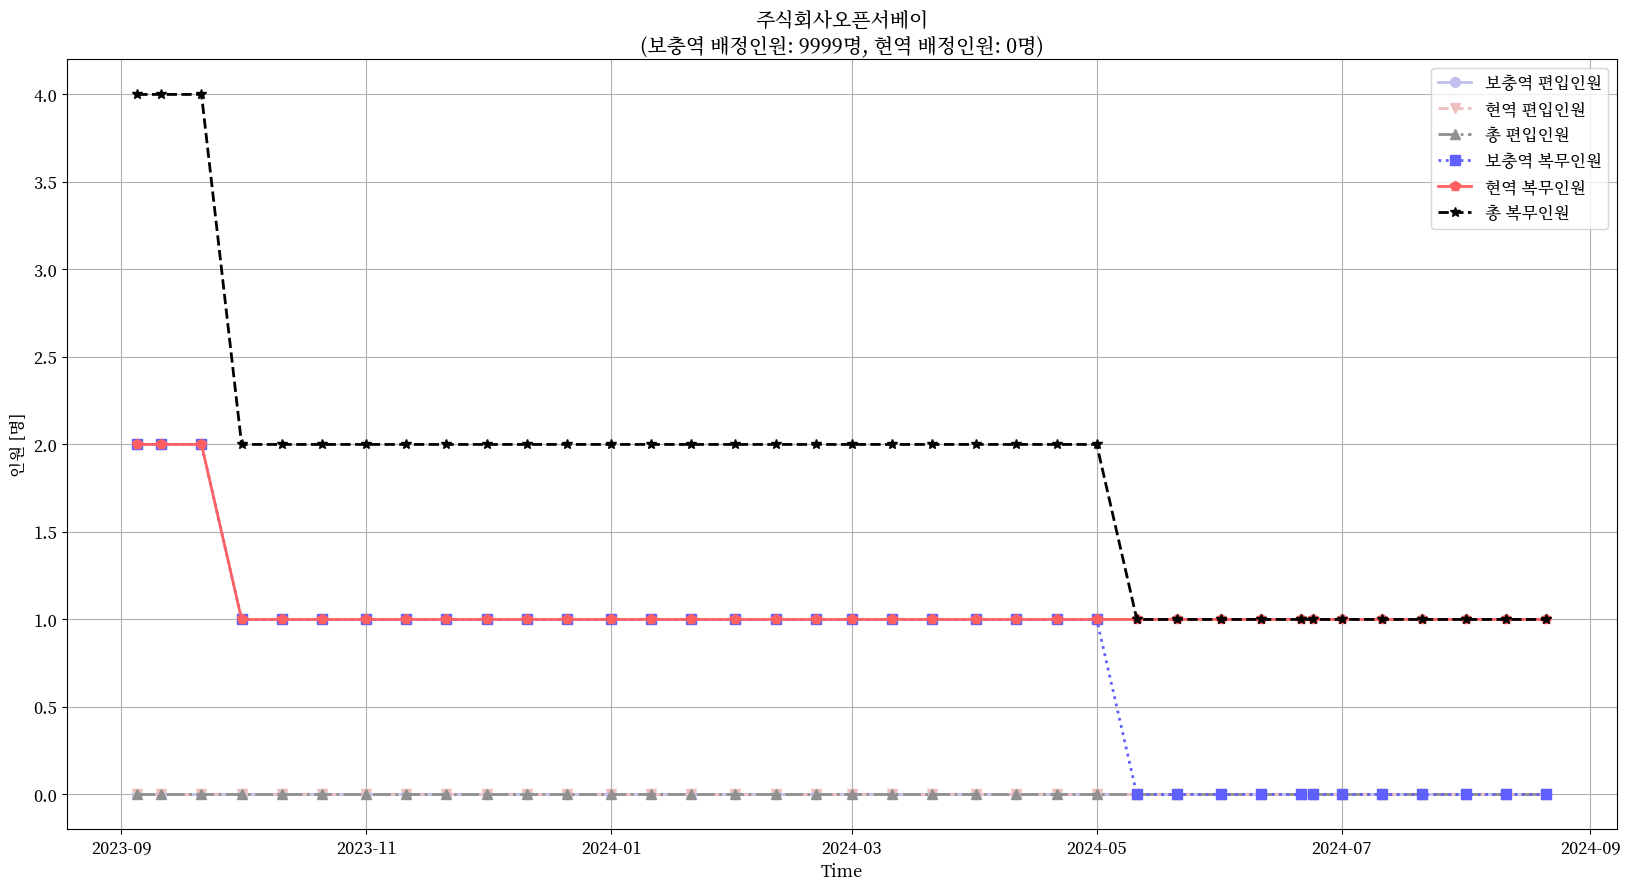 주식회사오픈서베이
(보충역 배정인원: 9999명, 현역 배정인원: 0명)
보충역 편입인원
현역 편입인원
총 편입인원
보충역 복무인원
현역 복무인원
총 복무인원
인원 [명]
4.0
3.5
3.0
2.5
2.0
1.5
1.0
0.5
0.0
2023-09
2023-11
2024-01
2024-03
2024-05
2024-07
2024-09
Time